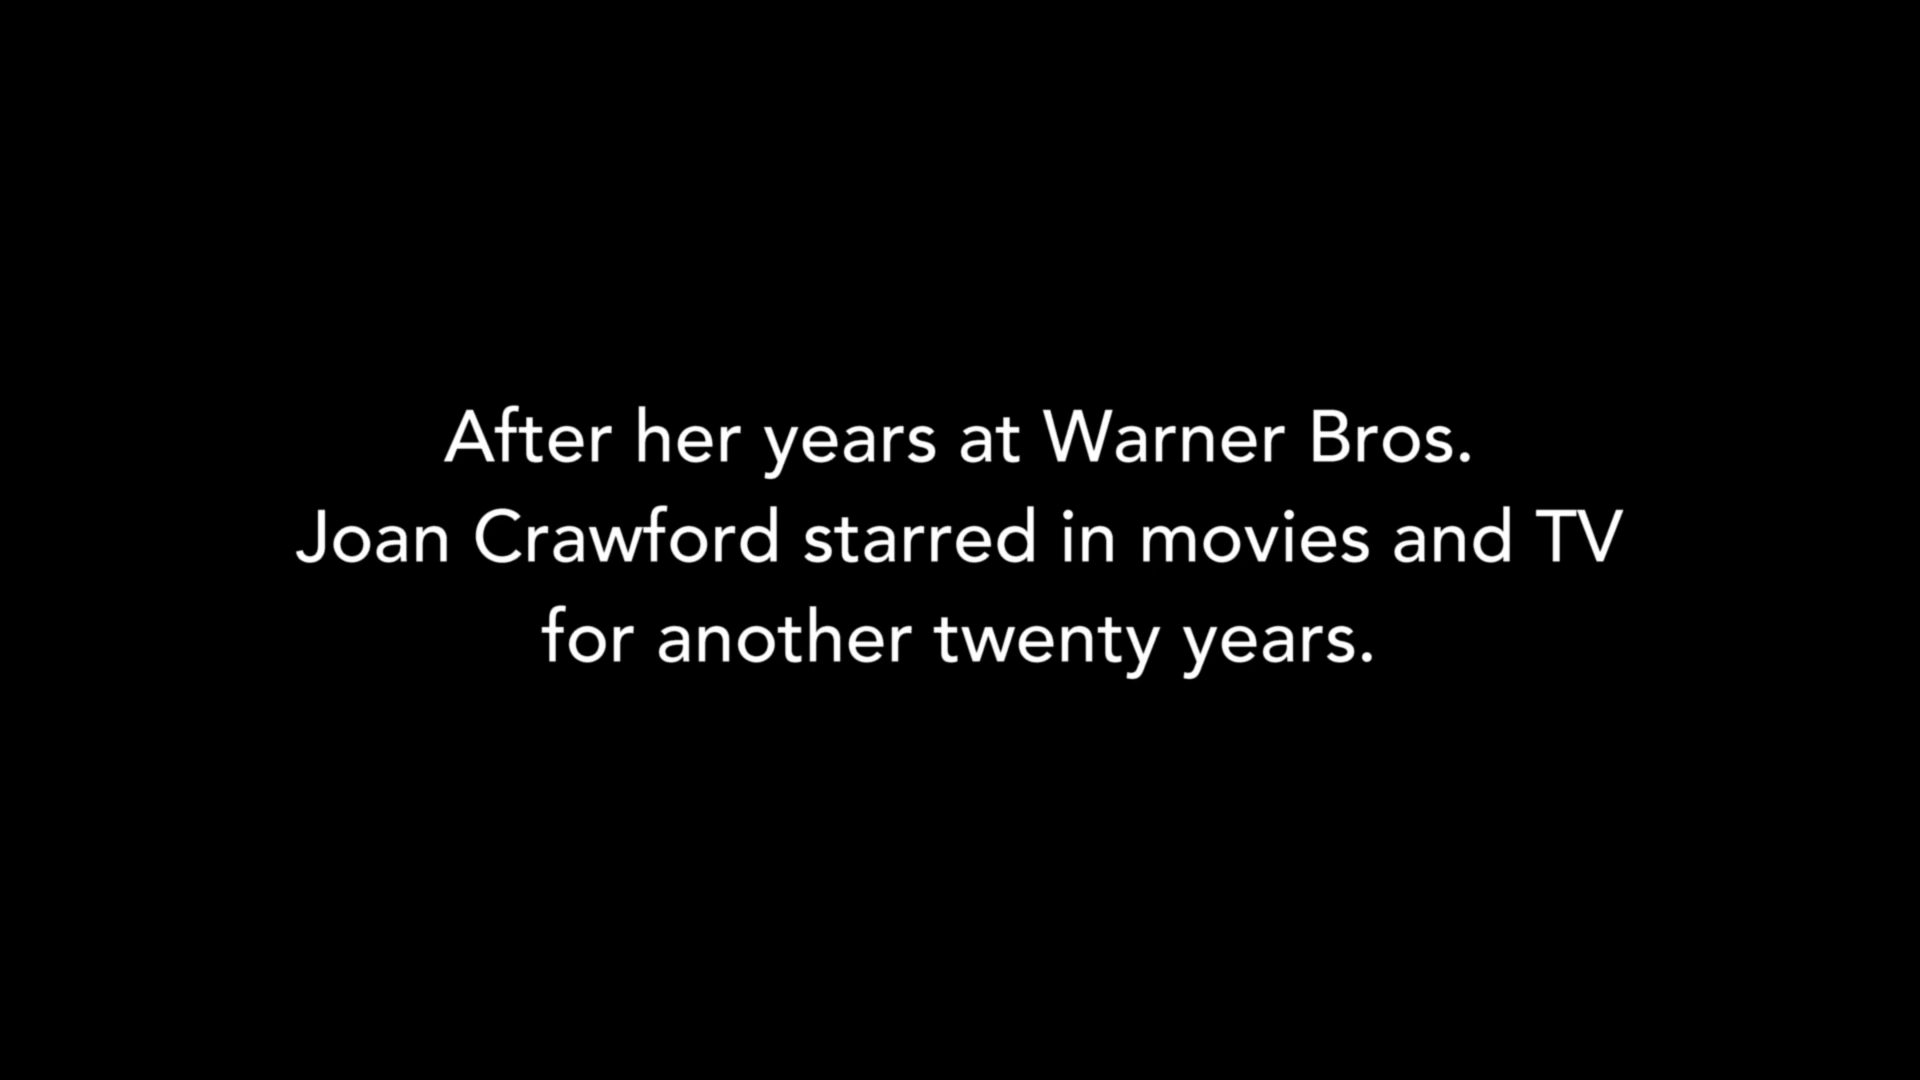 After her years at Warner Bros.
Joan Crawford starred in movies and TV
for another twenty years.